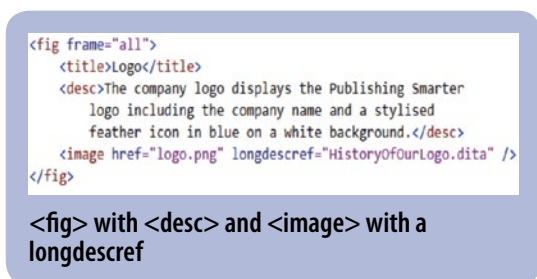 <fig frame="all">
<title>Logo</title>
<desc>The company logo displays the Publishing Smarter
logo including the company name and a stylised
feather icon in blue on a white background.</desc>
<image href="logo.png" longdescref="HistoryOfOurLogo.dita" />
</fig>
<fig> with <desc> and <image> with a
longdescref